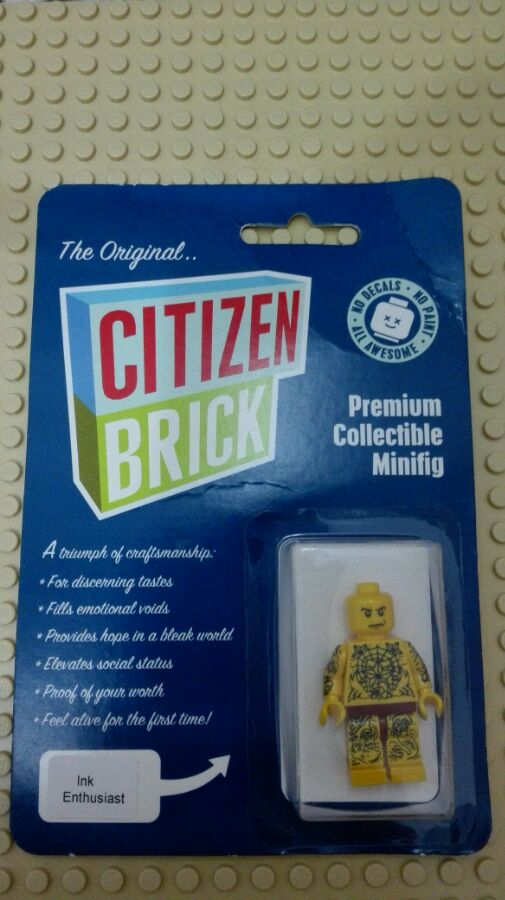 The Original..
CITIZEN
BRICK
NO DECALS • NO PAINT •
ALL AWESOME •
Premium
Collectible
Minifig
A triumph of craftsmanship:
* For discerning tastes
* Fills emotional voids
* Provides hope in a bleak world
* Elevates social status
* Proof of your worth
* Feel alive for the first time!
Ink
Enthusiast